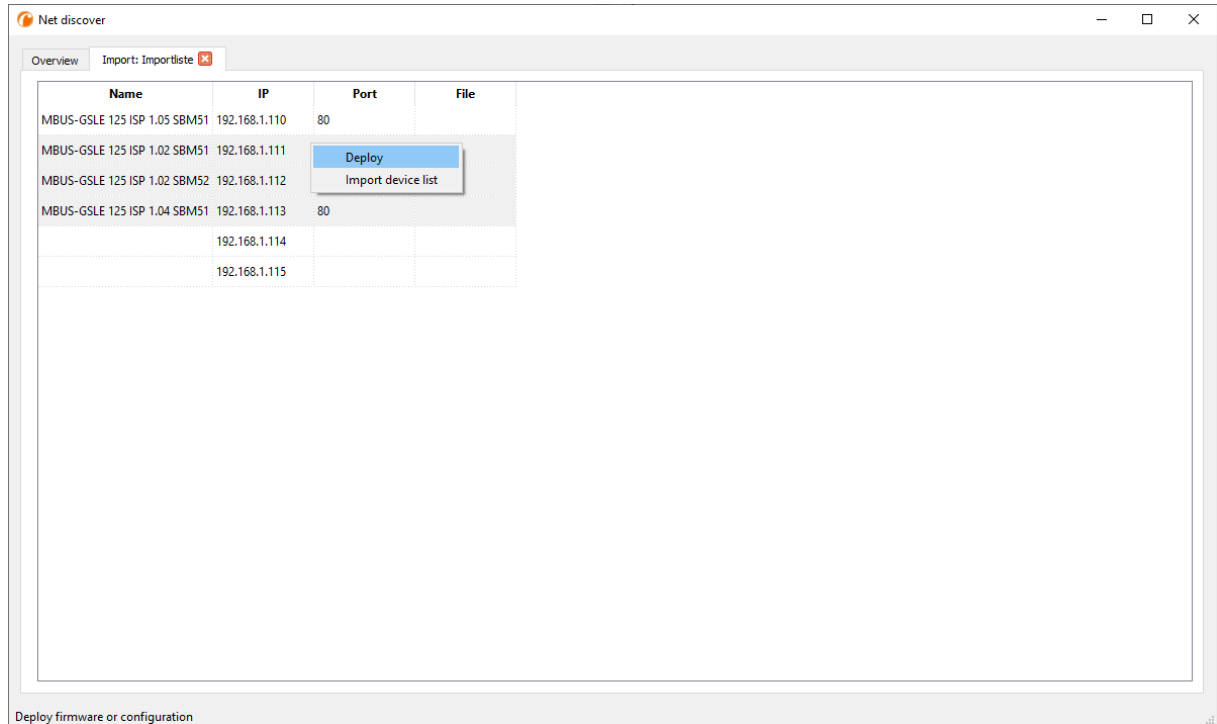 Net discover
Overview Import: Importliste
Name IP Port File
MBUS-GSLE 125 ISP 1.05 SBM51 192.168.1.110 80
MBUS-GSLE 125 ISP 1.02 SBM51 192.168.1.111
Deploy
MBUS-GSLE 125 ISP 1.02 SBM52 192.168.1.112
Import device list
MBUS-GSLE 125 ISP 1.04 SBM51 192.168.1.113 80
192.168.1.114
192.168.1.115
Deploy firmware or configuration